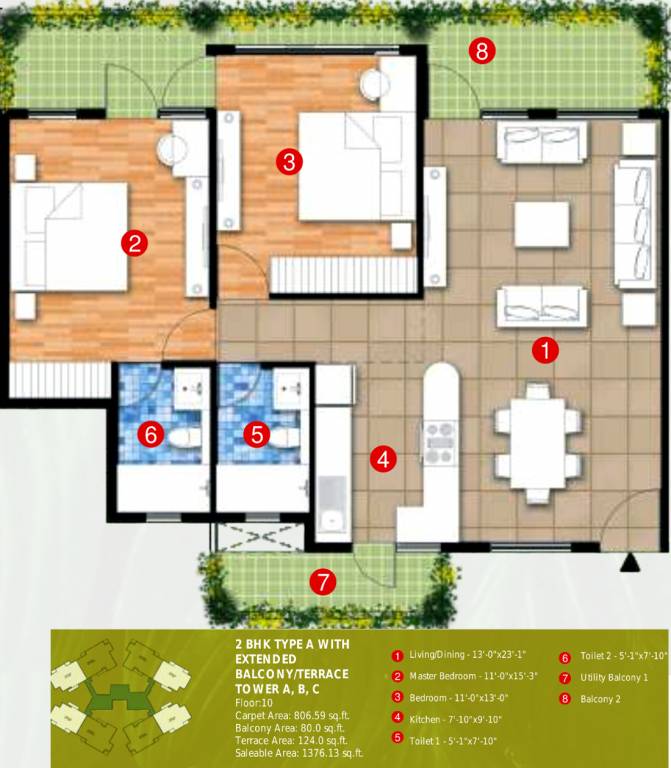 8
3
2
1
6
5
4
7
2 BHK TYPE A WITH
EXTENDED
BALCONY/TERRACE
TOWER A, B, C
Floor:10
Carpet Area: 806.59 sq.ft.
Balcony Area: 80.0 sq.ft.
Terrace Area: 124.0 sq.ft.
Saleable Area: 1376.13 sq.ft.
1 Living/Dining - 13'-0"x23'-1"
2 Master Bedroom - 11'-0"x15'-3"
3 Bedroom - 11'-0"x13'-0"
4 Kitchen - 7'-10"x9'-10"
5 Toilet 1 - 5'-1"x7'-10"
6 Toilet 2 - 5'-1"x7'-10"
7 Utility Balcony 1
8 Balcony 2